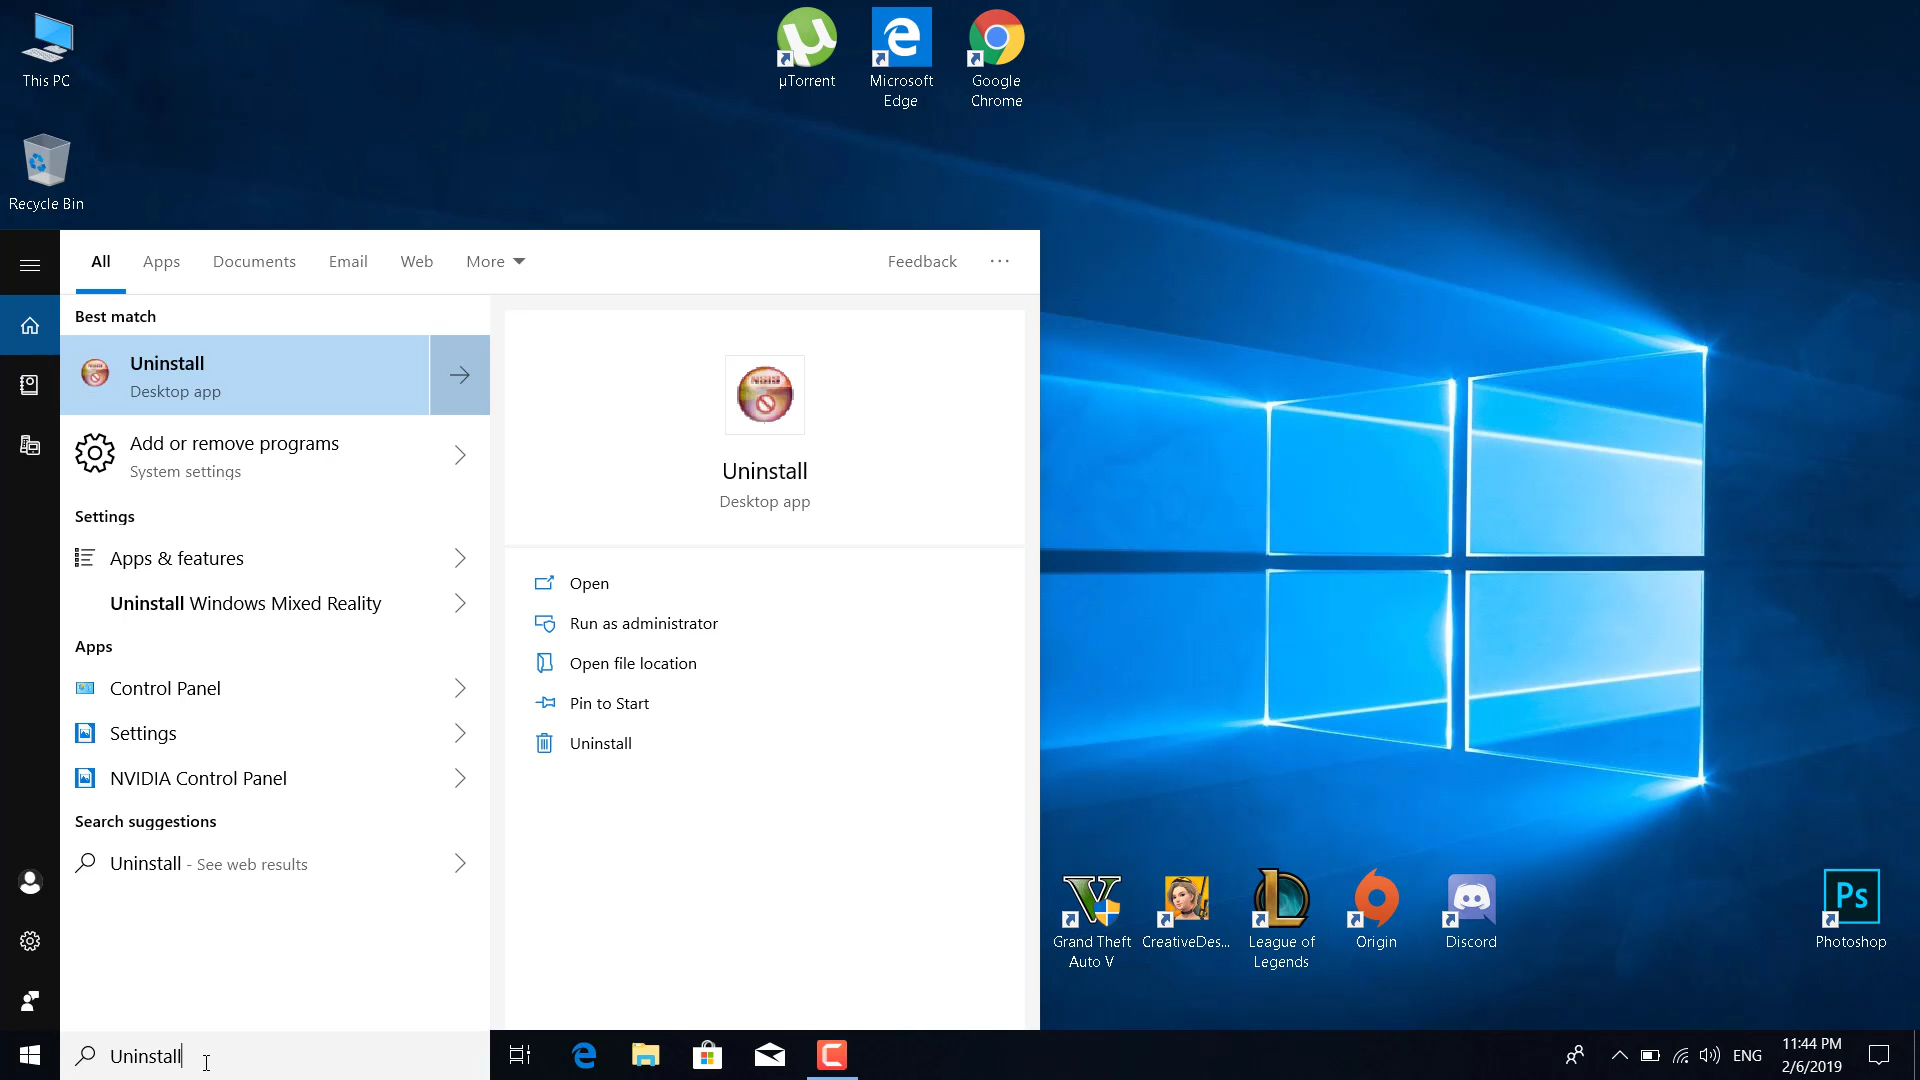 This PC
µTorrent
Microsoft
Edge
Google
Chrome
Recycle Bin
All
Apps
Documents
Email
Web
More
Feedback
Best match
Uninstall
Desktop app
Add or remove programs
System settings
Settings
Apps & features
Uninstall Windows Mixed Reality
Apps
Control Panel
Settings
NVIDIA Control Panel
Search suggestions
Uninstall - See web results
NSIS
Uninstall
Desktop app
Open
Run as administrator
Open file location
Pin to Start
Uninstall
Grand Theft
Auto V
CreativeDes...
League of
Legends
Origin
Discord
Ps
Photoshop
Uninstall
ENG
11:44 PM
2/6/2019